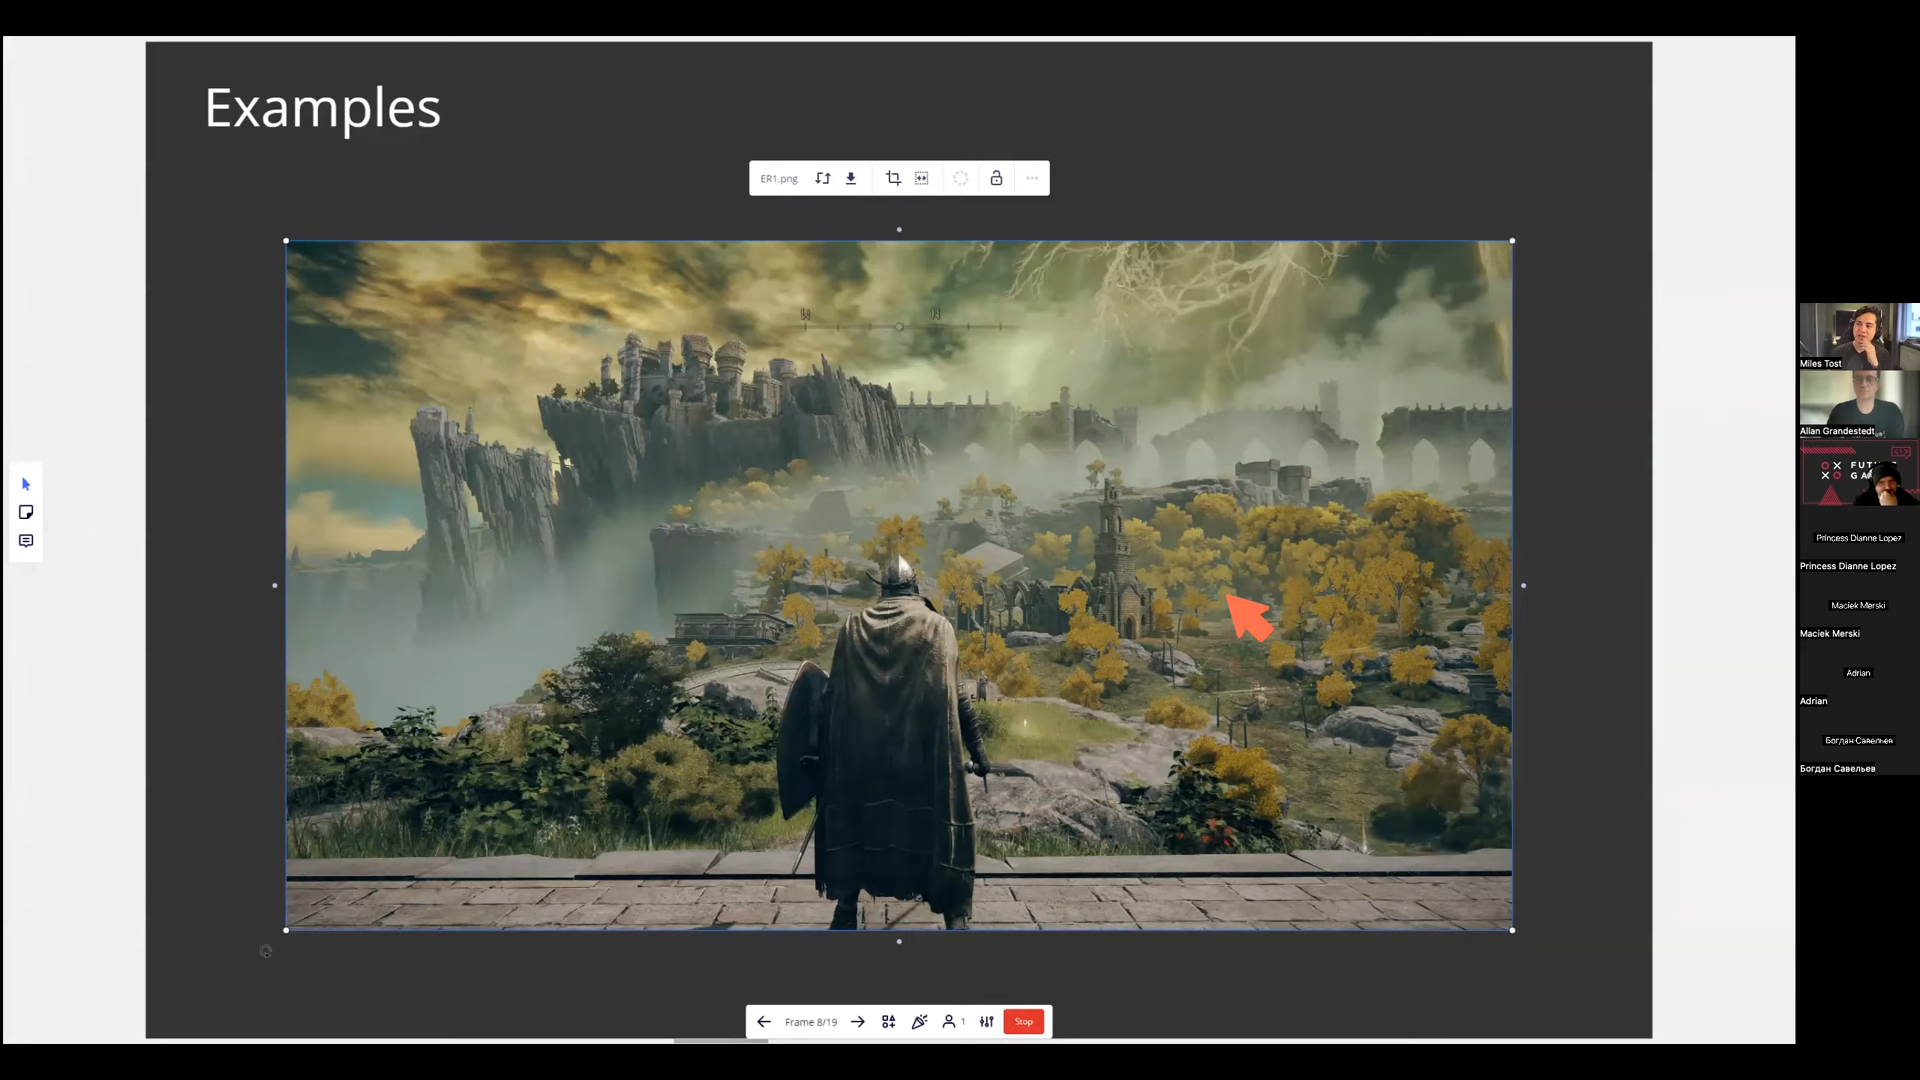 Examples
ER1.png
W
N
Miles Tost
Allan Grandestedt
Princess Dianne Lopez
Princess Dianne Lopez
Maciek Merski
Maciek Merski
Adrian
Adrian
Богдан Савельев
Богдан Савельев
Frame 8/19
1
Stop